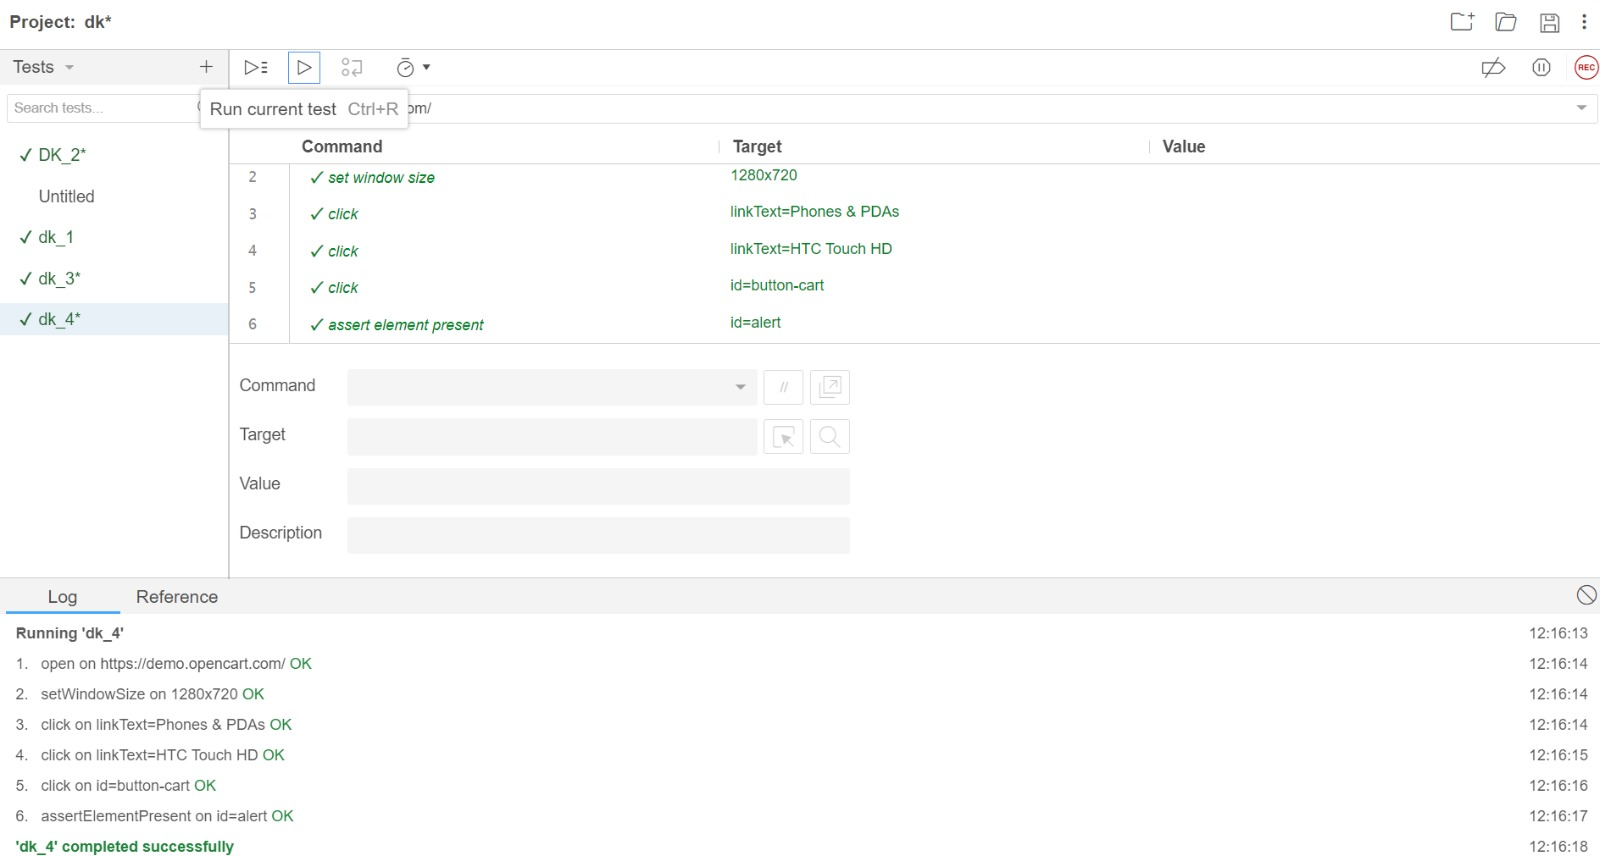 Project: dk*
Tests
REC
Search tests...
Run current test Ctrl+R
om/
Command Target Value
DK_2*
Untitled
dk_1
dk_3*
dk_4*
2 set window size 1280x720
3 click linkText=Phones & PDAs
4 click linkText=HTC Touch HD
5 click id=button-cart
6 assert element present id=alert
Command //
Target
Value
Description
Log Reference
Running 'dk_4' 12:16:13
1. open on https://demo.opencart.com/ OK 12:16:14
2. setWindowSize on 1280x720 OK 12:16:14
3. click on linkText=Phones & PDAs OK 12:16:14
4. click on linkText=HTC Touch HD OK 12:16:15
5. click on id=button-cart OK 12:16:16
6. assertElementPresent on id=alert OK 12:16:17
'dk_4' completed successfully 12:16:18